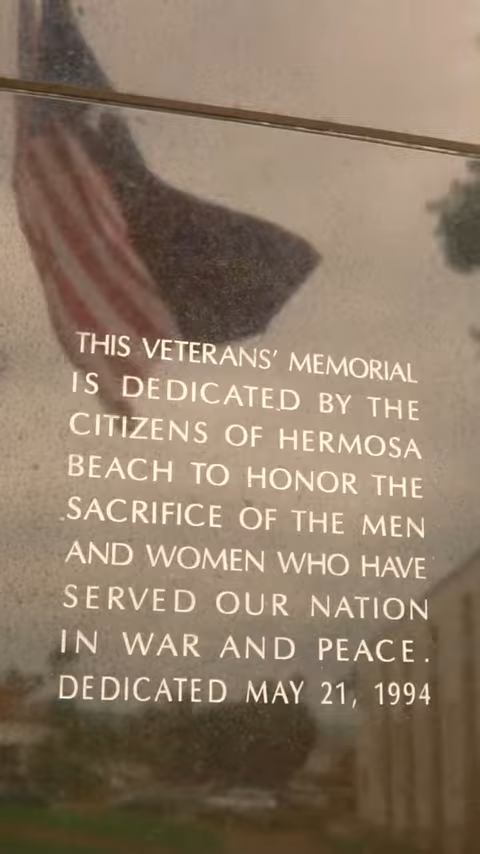 THIS VETERANS' MEMORIAL
IS DEDICATED BY THE
CITIZENS OF HERMOSA
BEACH TO HONOR THE
SACRIFICE OF THE MEN
AND WOMEN WHO HAVE
SERVED OUR NATION
IN WAR AND PEACE.
DEDICATED MAY 21, 1994